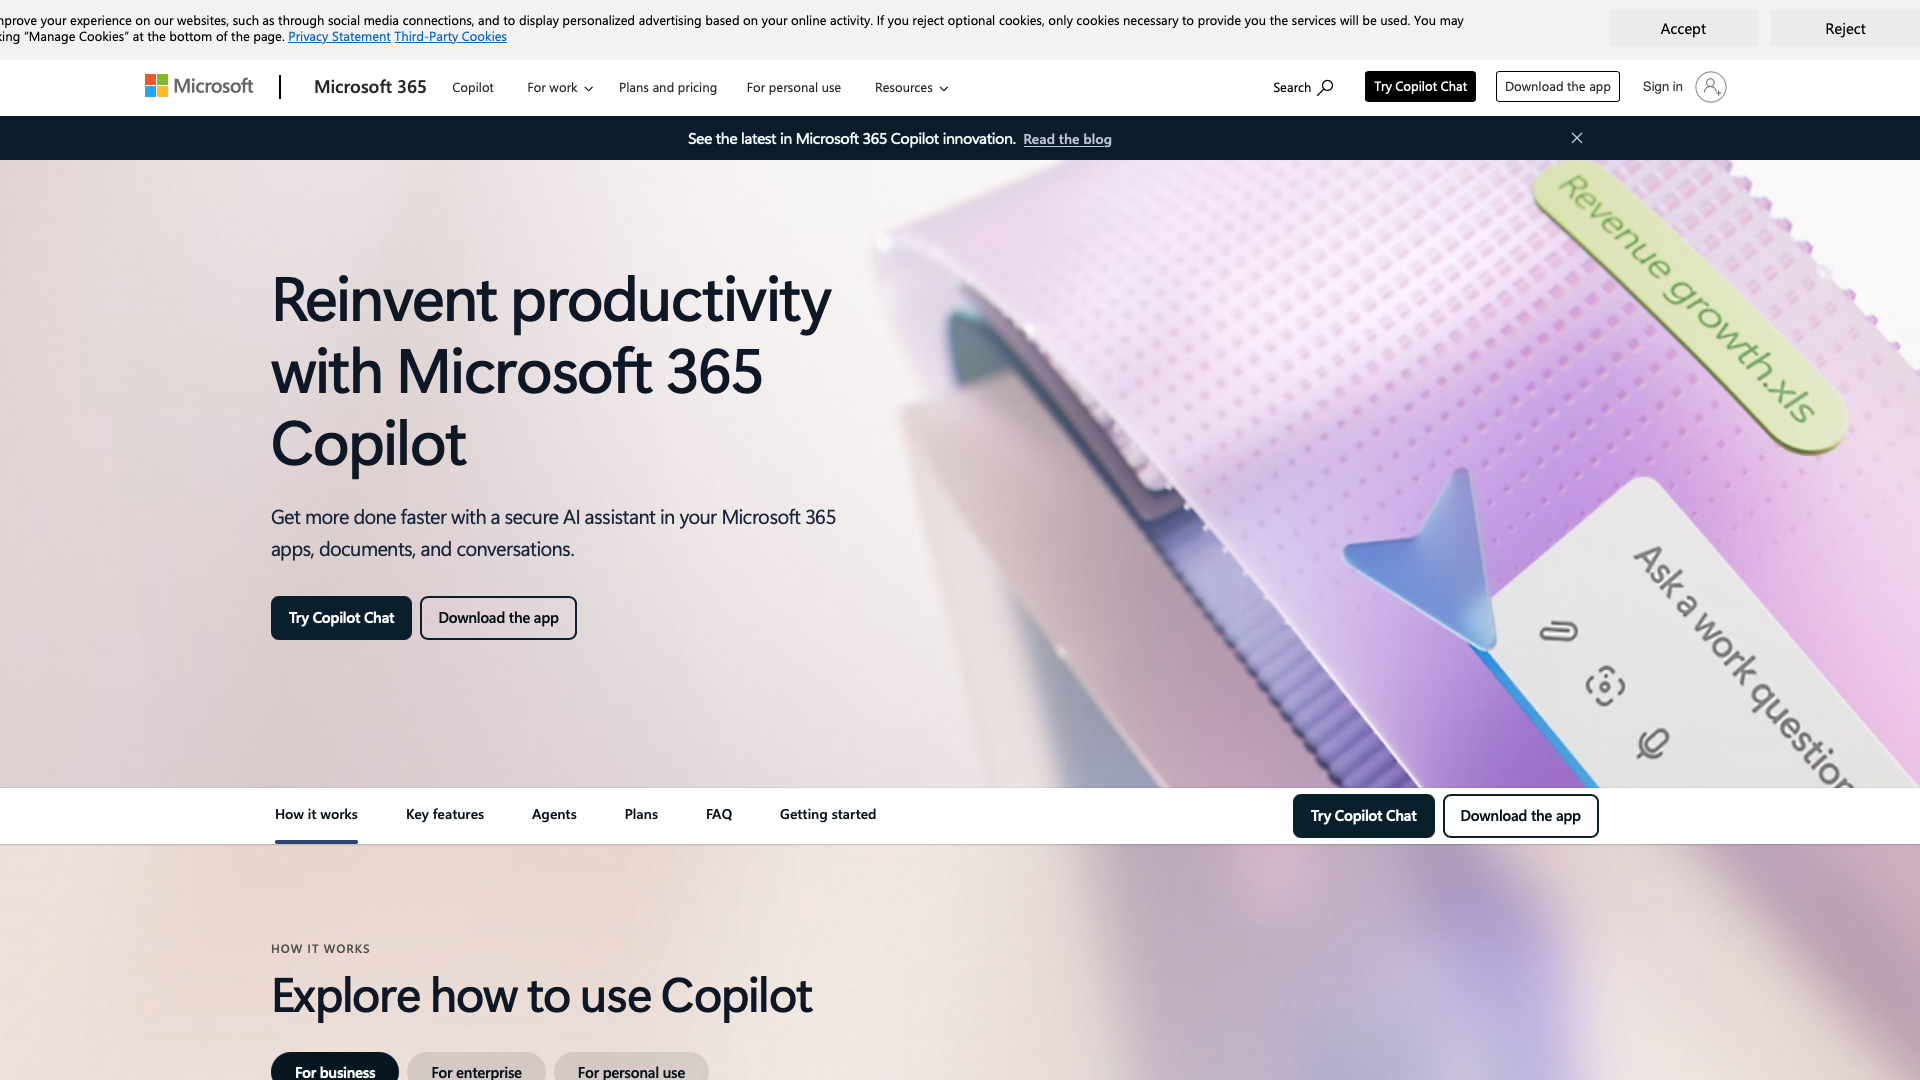 mprove your experience on our websites, such as through social media connections, and to display personalized advertising based on your online activity. If you reject optional cookies, only cookies necessary to provide you the services will be used. You may
king “Manage Cookies” at the bottom of the page. Privacy Statement Third-Party Cookies
Accept
Reject
Microsoft
Microsoft 365
Copilot
For work
Plans and pricing
For personal use
Resources
Search
Try Copilot Chat
Download the app
Sign in
See the latest in Microsoft 365 Copilot innovation. Read the blog
Revenue growth.xls
Reinvent productivity
with Microsoft 365
Copilot
Get more done faster with a secure AI assistant in your Microsoft 365
apps, documents, and conversations.
Try Copilot Chat
Download the app
Ask a work question
How it works
Key features
Agents
Plans
FAQ
Getting started
Try Copilot Chat
Download the app
HOW IT WORKS
Explore how to use Copilot
For business
For enterprise
For personal use